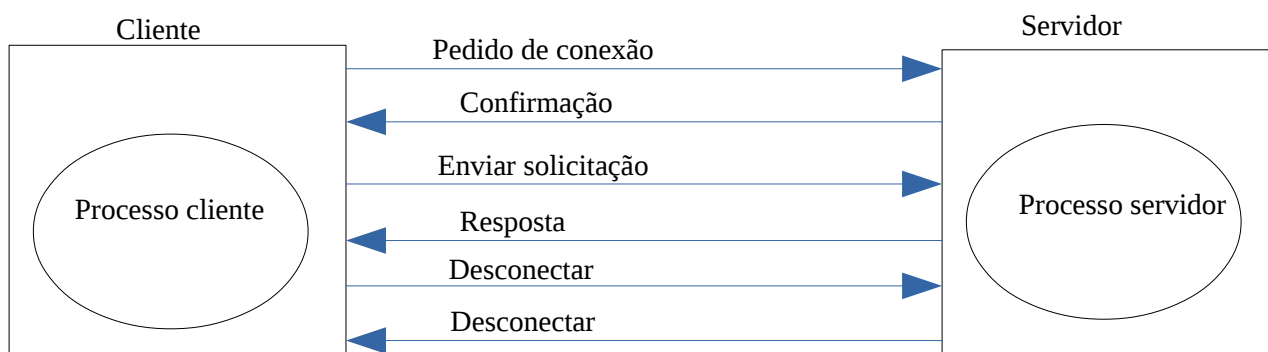 Cliente
Servidor
Pedido de conexão
Confirmação
Enviar solicitação
Processo cliente
Processo servidor
Resposta
Desconectar
Desconectar